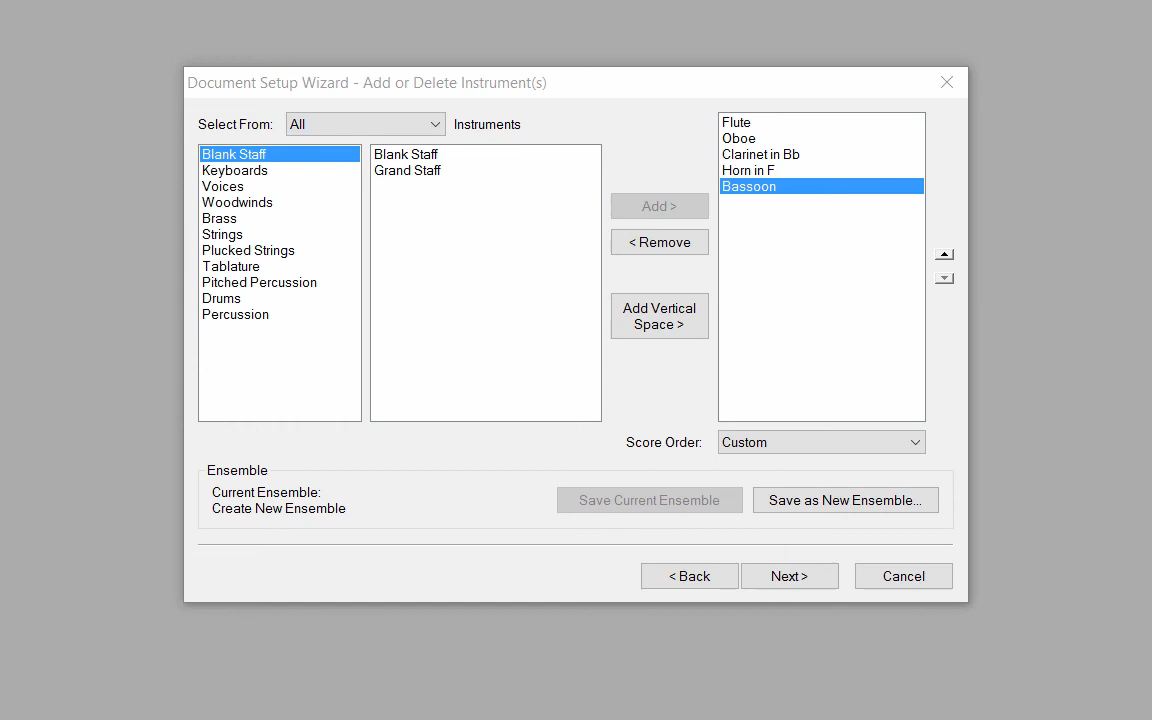 Document Setup Wizard - Add or Delete Instrument(s)
Select From: All Instruments
Blank Staff
Keyboards
Voices
Woodwinds
Brass
Strings
Plucked Strings
Tablature
Pitched Percussion
Drums
Percussion
Blank Staff
Grand Staff
Add >
< Remove
Add Vertical
Space >
Flute
Oboe
Clarinet in Bb
Horn in F
Bassoon
Score Order: Custom
Ensemble
Current Ensemble:
Create New Ensemble
Save Current Ensemble
Save as New Ensemble...
< Back
Next >
Cancel